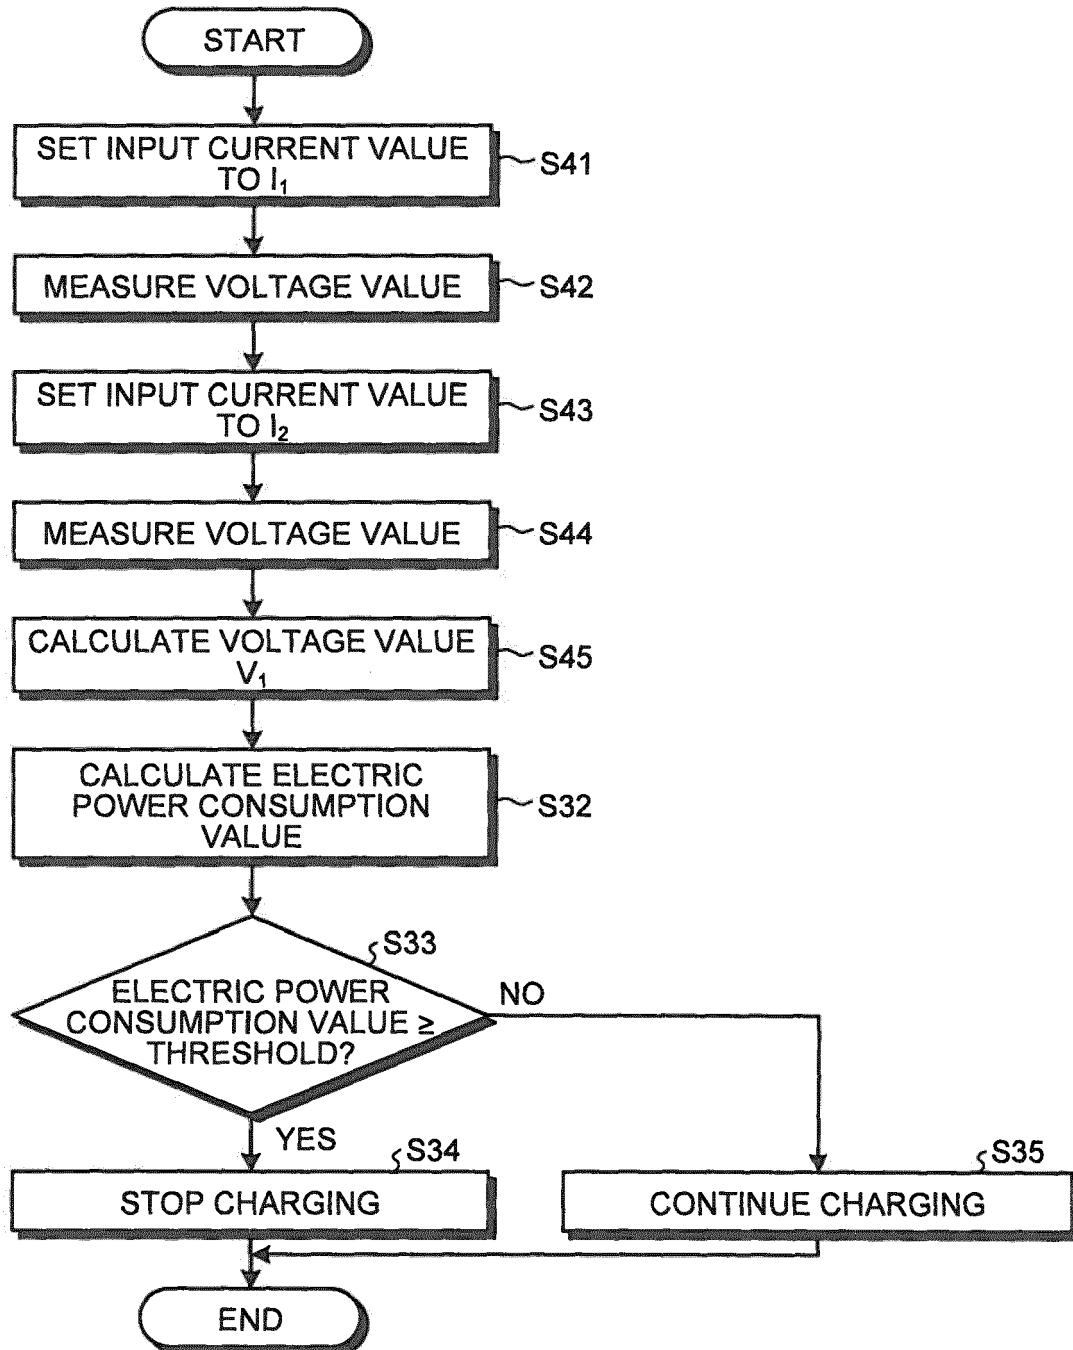 START
SET INPUT CURRENT VALUE
TO I₁
S41
MEASURE VOLTAGE VALUE
S42
SET INPUT CURRENT VALUE
TO I₂
S43
MEASURE VOLTAGE VALUE
S44
CALCULATE VOLTAGE VALUE
V₁
S45
CALCULATE ELECTRIC
POWER CONSUMPTION
VALUE
S32
S33
ELECTRIC POWER
CONSUMPTION VALUE ≥
THRESHOLD?
NO
YES
S34
STOP CHARGING
S35
CONTINUE CHARGING
END